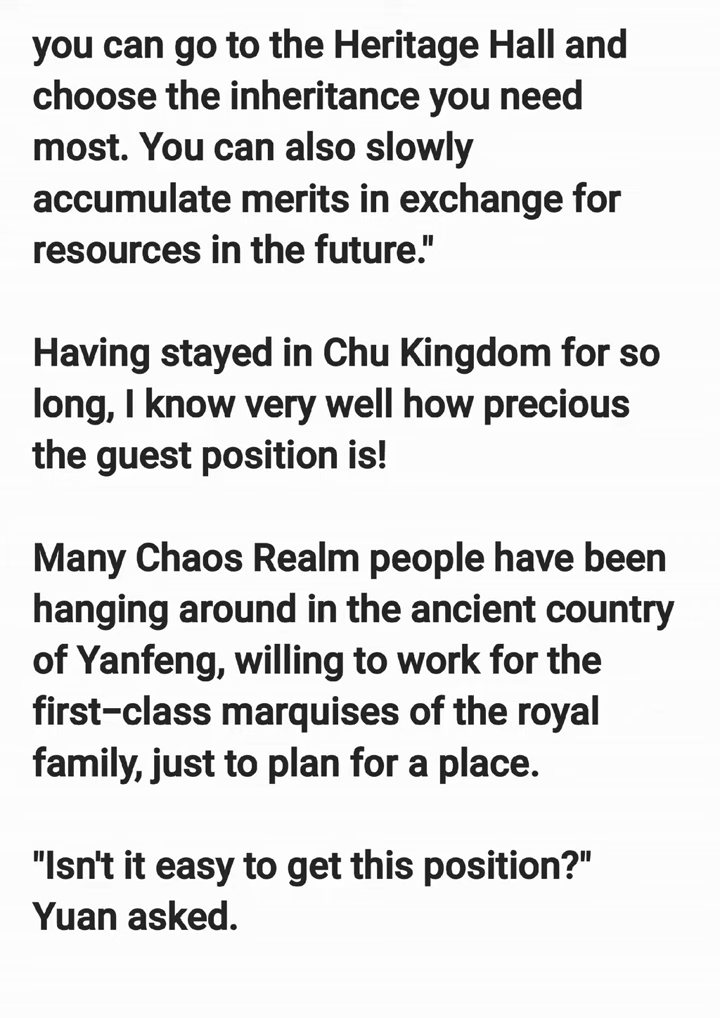 you can go to the Heritage Hall and
choose the inheritance you need
most. You can also slowly
accumulate merits in exchange for
resources in the future."
Having stayed in Chu Kingdom for so
long, I know very well how precious
the guest position is!
Many Chaos Realm people have been
hanging around in the ancient country
of Yanfeng, willing to work for the
first-class marquises of the royal
family, just to plan for a place.
"Isn't it easy to get this position?"
Yuan asked.